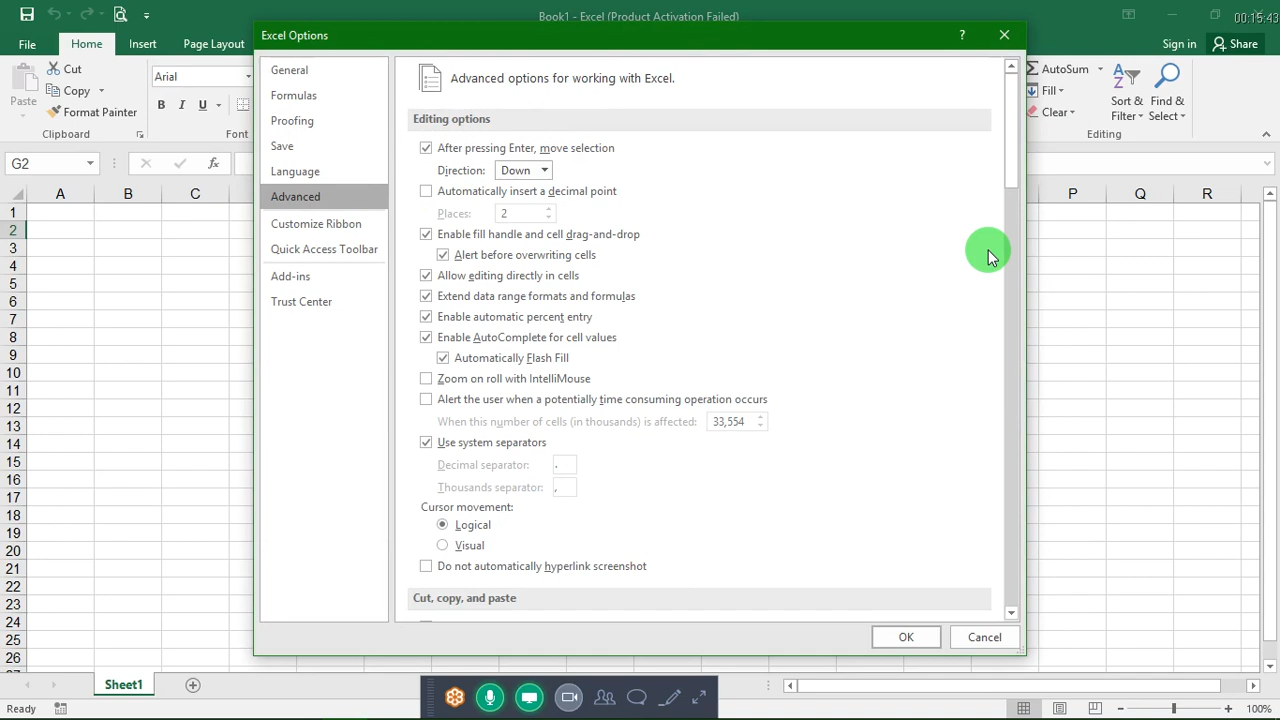 Book1 - Excel (Product Activation Failed)
00:15:43
File Home Insert Page Layout
Sign in Share
Excel Options
?
Cut
Copy
Format Painter
Paste
Clipboard
Arial
B I U
Font
AutoSum
Fill
Clear
Sort & Filter
Find & Select
Editing
G2
fx
A B C P Q R
1
2
3
4
5
6
7
8
9
10
11
12
13
14
15
16
17
18
19
20
21
22
23
24
25
26
General
Formulas
Proofing
Save
Language
Advanced
Customize Ribbon
Quick Access Toolbar
Add-ins
Trust Center
Advanced options for working with Excel.
Editing options
After pressing Enter, move selection
Direction: Down
Automatically insert a decimal point
Places: 2
Enable fill handle and cell drag-and-drop
Alert before overwriting cells
Allow editing directly in cells
Extend data range formats and formulas
Enable automatic percent entry
Enable AutoComplete for cell values
Automatically Flash Fill
Zoom on roll with IntelliMouse
Alert the user when a potentially time consuming operation occurs
When this number of cells (in thousands) is affected: 33,554
Use system separators
Decimal separator: .
Thousands separator: ,
Cursor movement:
Logical
Visual
Do not automatically hyperlink screenshot
Cut, copy, and paste
OK Cancel
Sheet1
Ready
100%